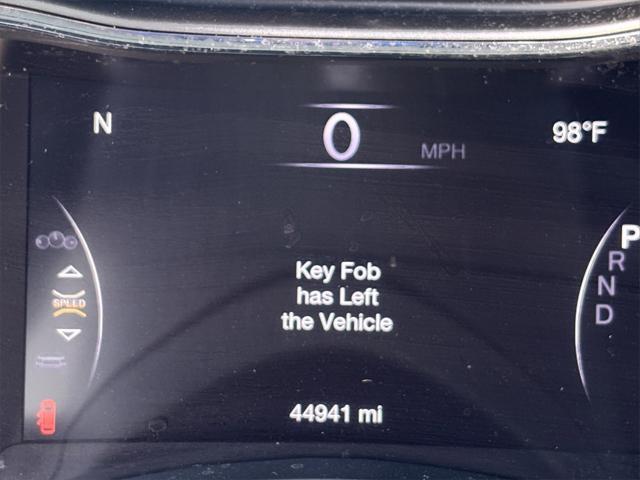 N
0 MPH
98°F
SPEED
Key Fob
has Left
the Vehicle
P
R
N
D
44941 mi